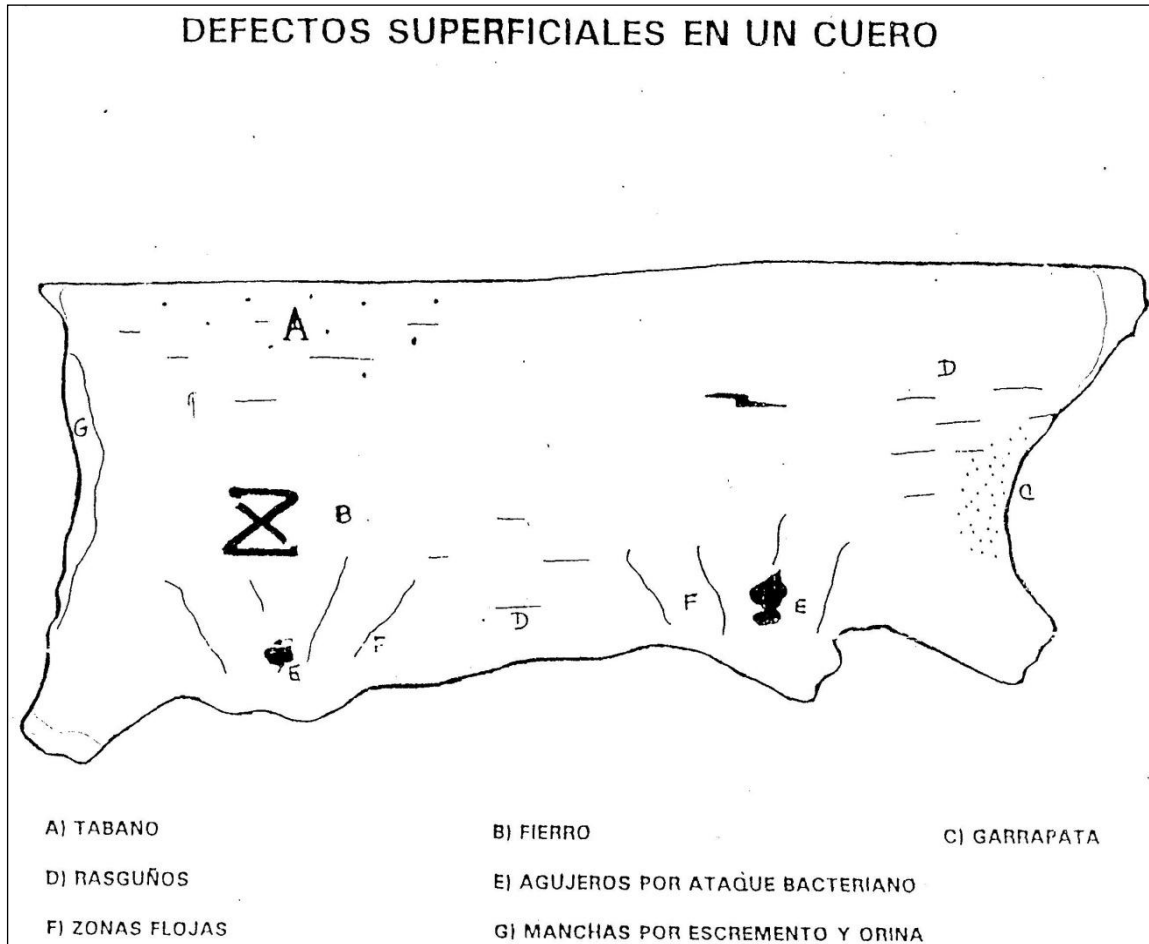 DEFECTOS SUPERFICIALES EN UN CUERO
A
D
G
C
B
F
E
D
F
E
A) TABANO
B) FIERRO
C) GARRAPATA
D) RASGUÑOS
E) AGUJEROS POR ATAQUE BACTERIANO
F) ZONAS FLOJAS
G) MANCHAS POR ESCREMENTO Y ORINA